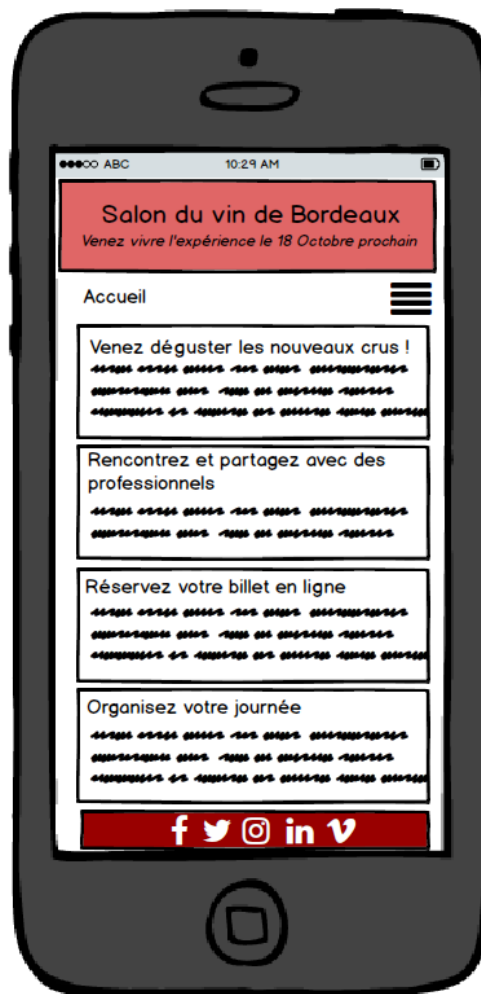 ABC 10:29 AM
Salon du vin de Bordeaux
Venez vivre l'expérience le 18 Octobre prochain
Accueil
Venez déguster les nouveaux crus !
Rencontrez et partagez avec des
professionnels
Réservez votre billet en ligne
Organisez votre journée